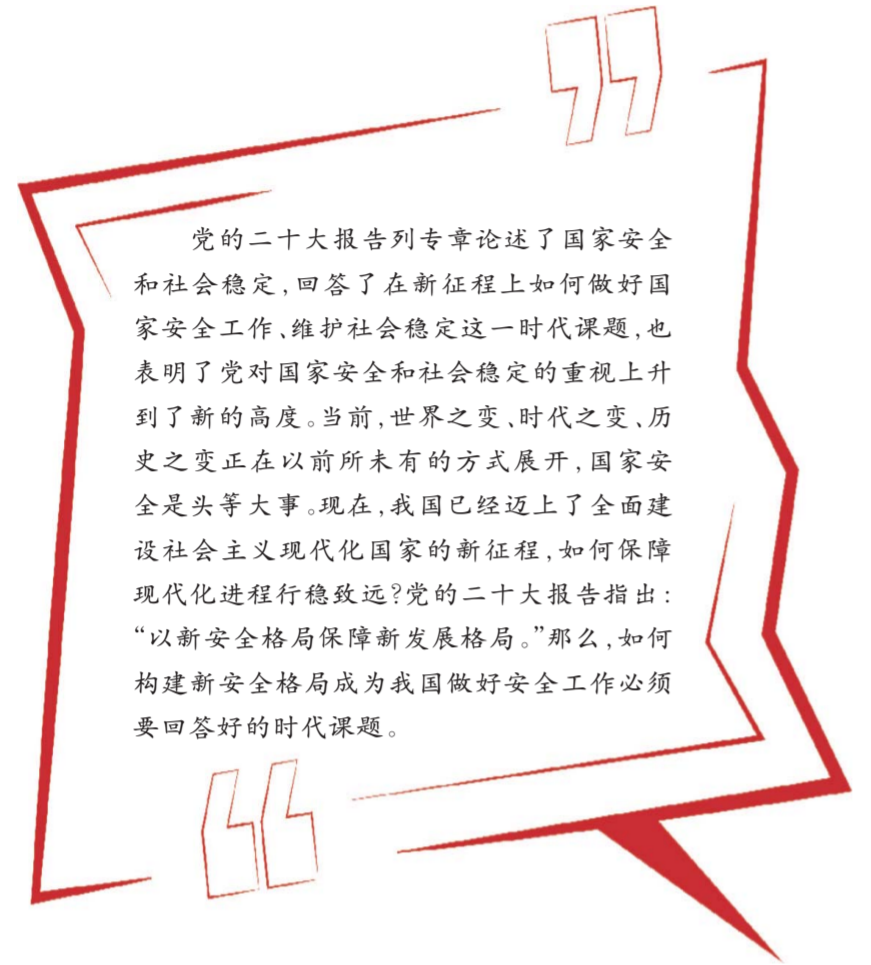 党的二十大报告列专章论述了国家安全
和社会稳定,回答了在新征程上如何做好国
家安全工作、维护社会稳定这一时代课题,也
表明了党对国家安全和社会稳定的重视上升
到了新的高度。当前,世界之变、时代之变、历
史之变正在以前所未有的方式展开,国家安
全是头等大事。现在,我国已经迈上了全面建
设社会主义现代化国家的新征程,如何保障
现代化进程行稳致远?党的二十大报告指出:
“以新安全格局保障新发展格局。”那么,如何
构建新安全格局成为我国做好安全工作必须
要回答好的时代课题。